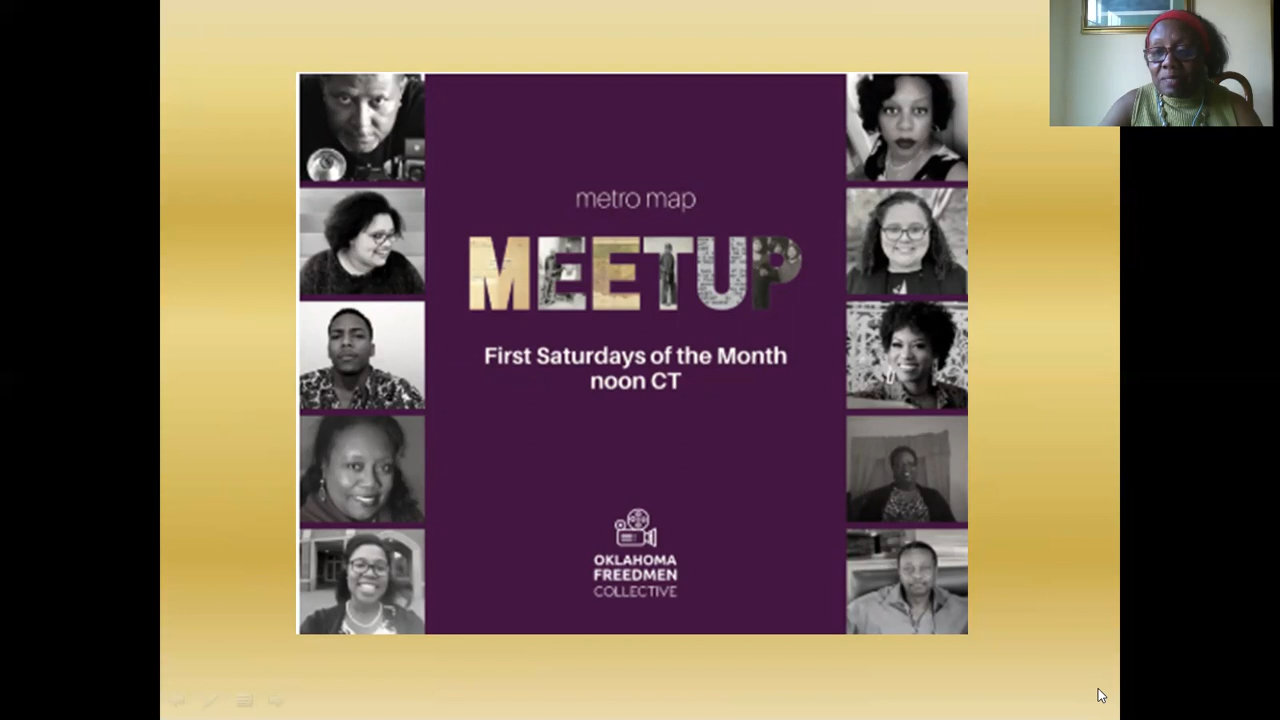 metro map
MEETUP
First Saturdays of the Month
noon CT
OKLAHOMA
FREEDMEN
COLLECTIVE